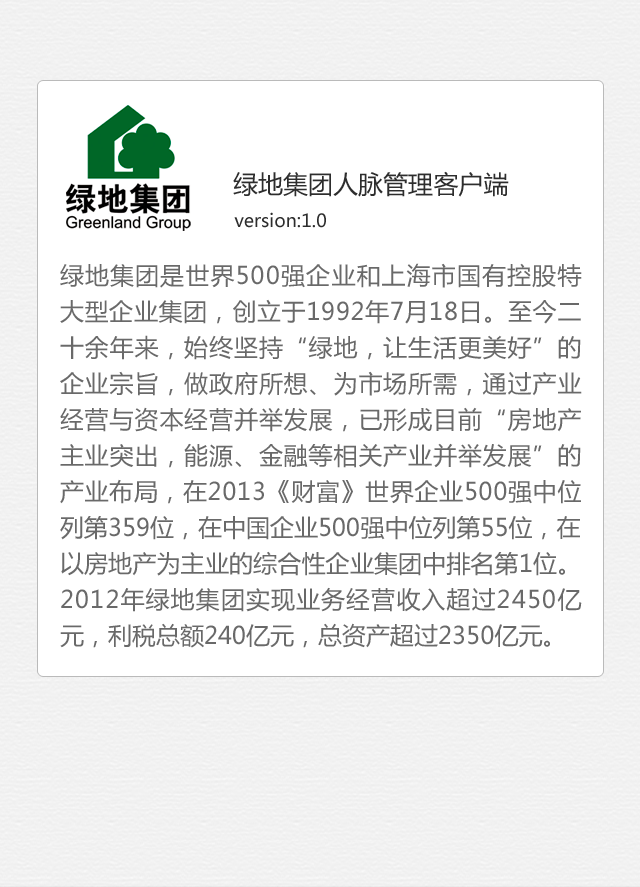 绿地集团
Greenland Group
绿地集团人脉管理客户端
version:1.0
绿地集团是世界500强企业和上海市国有控股特
大型企业集团，创立于1992年7月18日。至今二
十余年来，始终坚持“绿地，让生活更美好”的
企业宗旨，做政府所想、为市场所需，通过产业
经营与资本经营并举发展，已形成目前“房地产
主业突出，能源、金融等相关产业并举发展”的
产业布局，在2013《财富》世界企业500强中位
列第359位，在中国企业500强中位列第55位，在
以房地产为主业的综合性企业集团中排名第1位。
2012年绿地集团实现业务经营收入超过2450亿
元，利税总额240亿元，总资产超过2350亿元。